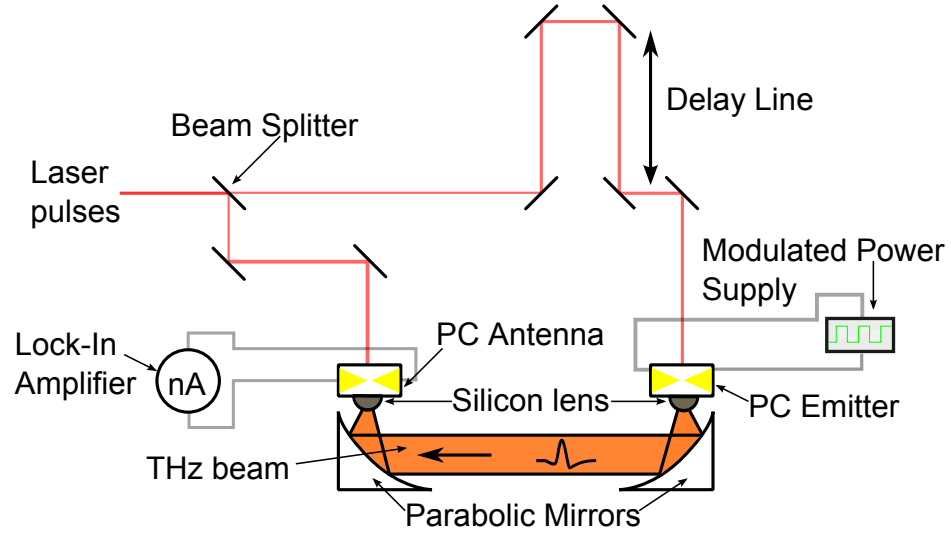 Delay Line
Beam Splitter
Laser
pulses
Modulated Power
Supply
PC Antenna
Lock-In
Amplifier
nA
Silicon lens
PC Emitter
THz beam
Parabolic Mirrors